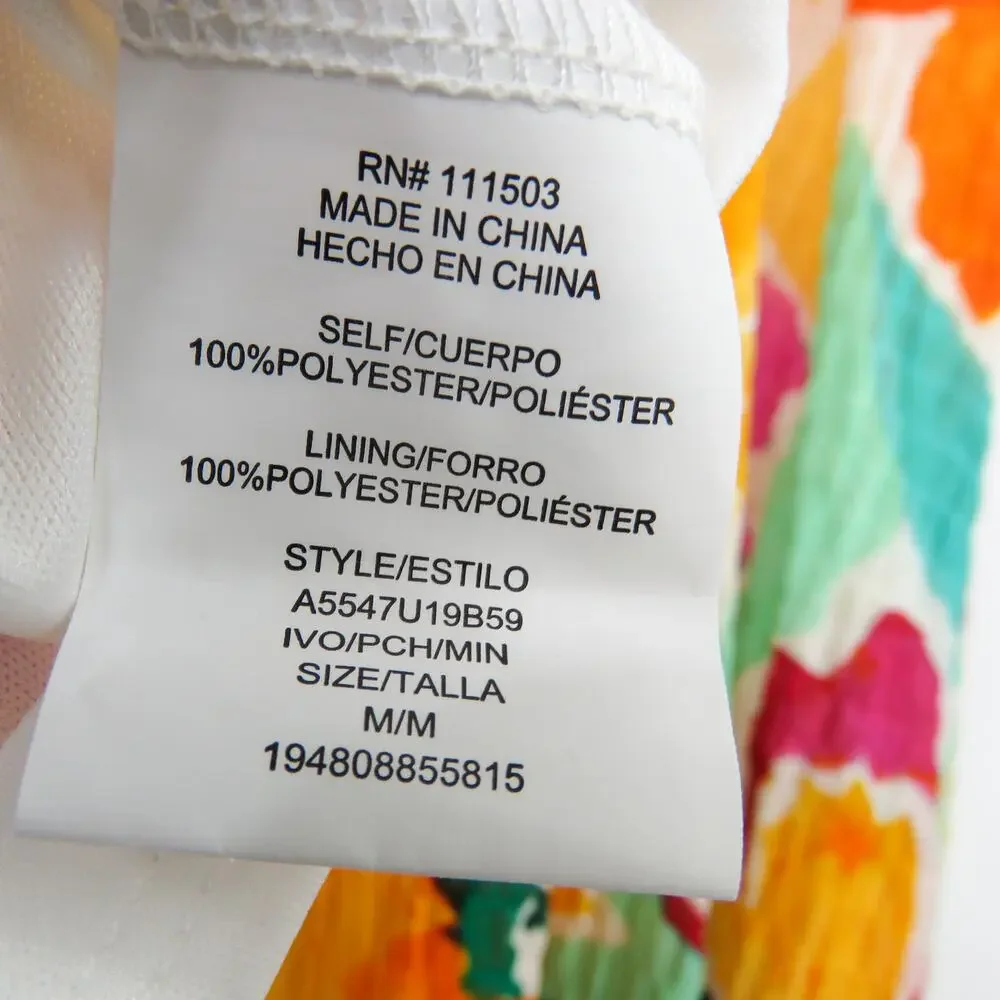 RN# 111503
MADE IN CHINA
HECHO EN CHINA
SELF/CUERPO
100%POLYESTER/POLIÉSTER
LINING/FORRO
100%POLYESTER/POLIÉSTER
STYLE/ESTILO
A5547U19B59
IVO/PCH/MIN
SIZE/TALLA
M/M
194808855815